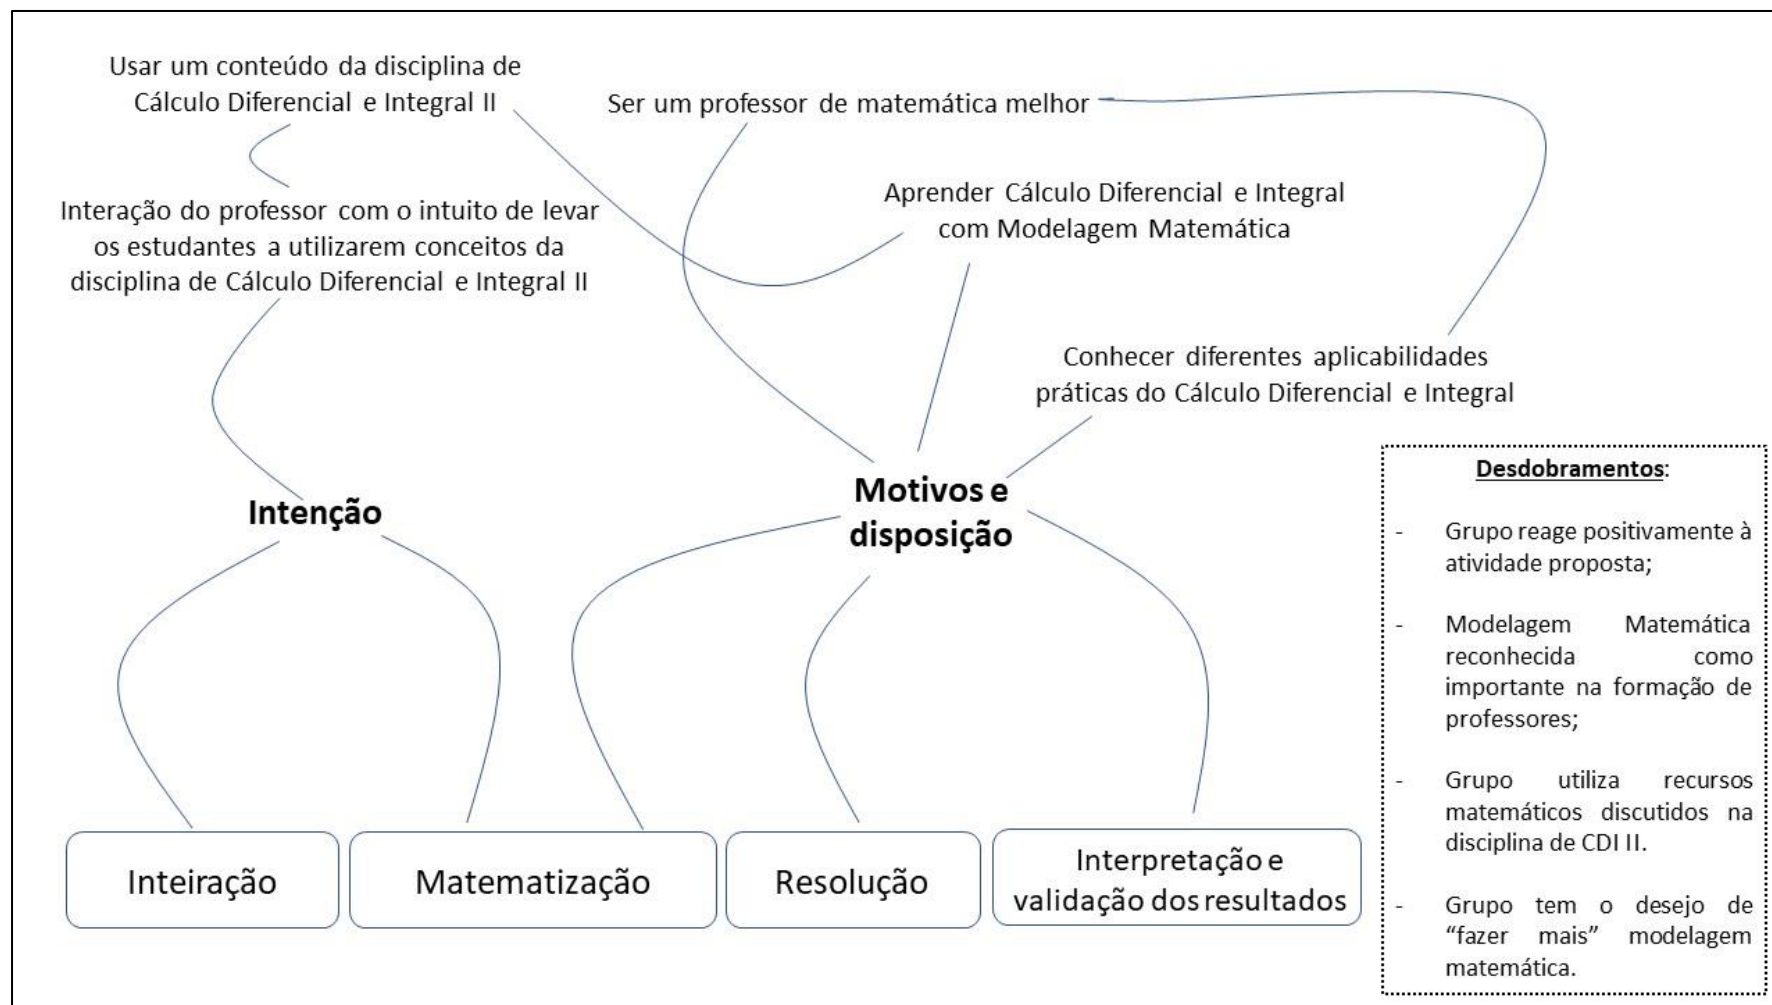 Usar um conteúdo da disciplina de
Cálculo Diferencial e Integral II
Ser um professor de matemática melhor
Interação do professor com o intuito de levar
os estudantes a utilizarem conceitos da
disciplina de Cálculo Diferencial e Integral II
Aprender Cálculo Diferencial e Integral
com Modelagem Matemática
Conhecer diferentes aplicabilidades
práticas do Cálculo Diferencial e Integral
Intenção
Motivos e
disposição
Inteiração
Matematização
Resolução
Interpretação e
validação dos resultados
Desdobramentos:
- Grupo reage positivamente à
atividade proposta;
- Modelagem Matemática
reconhecida como
importante na formação de
professores;
- Grupo utiliza recursos
matemáticos discutidos na
disciplina de CDI II.
- Grupo tem o desejo de
“fazer mais” modelagem
matemática.